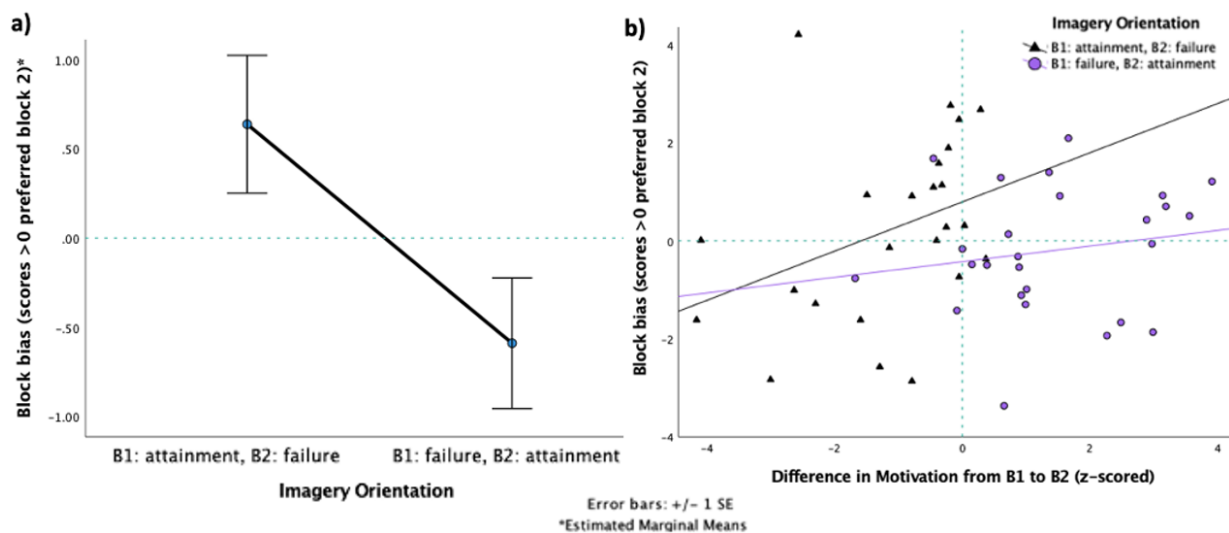 a)
Block bias (scores >0 preferred block 2)*
1.00
.50
.00
-.50
-1.00
B1: attainment, B2: failure
B1: failure, B2: attainment
Imagery Orientation
b)
Imagery Orientation
B1: attainment, B2: failure
B1: failure, B2: attainment
Block bias (scores >0 preferred block 2)
4
2
0
-2
-4
-4
-2
0
2
4
Difference in Motivation from B1 to B2 (z-scored)
Error bars: +/- 1 SE
*Estimated Marginal Means